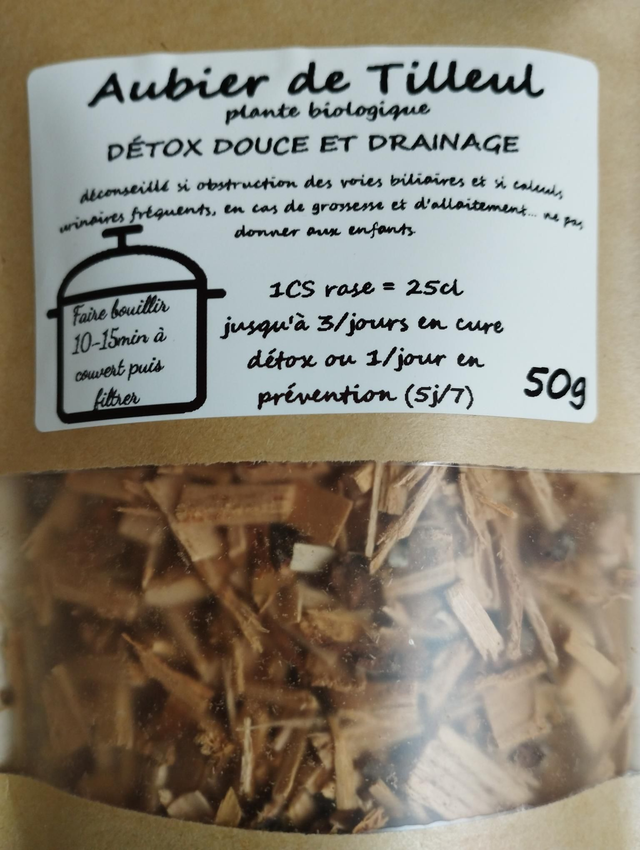 Aubier de Tilleul
plante biologique
DÉTOX DOUCE ET DRAINAGE
déconseillé si obstruction des voies biliaires et si calculs
urinaires fréquents, en cas de grossesse et d'allaitement... ne pas
donner aux enfants
Faire bouillir
10-15min à
couvert puis
filtrer
1CS rase = 25cl
jusqu'à 3/jours en cure
détox ou 1/jour en
prévention (5j/7)
50g